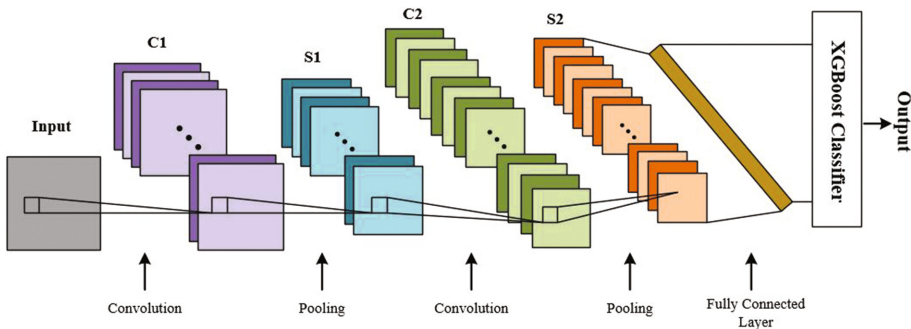 Input
C1
S1
C2
S2
XGBoost Classifier
Output
Convolution
Pooling
Convolution
Pooling
Fully Connected
Layer